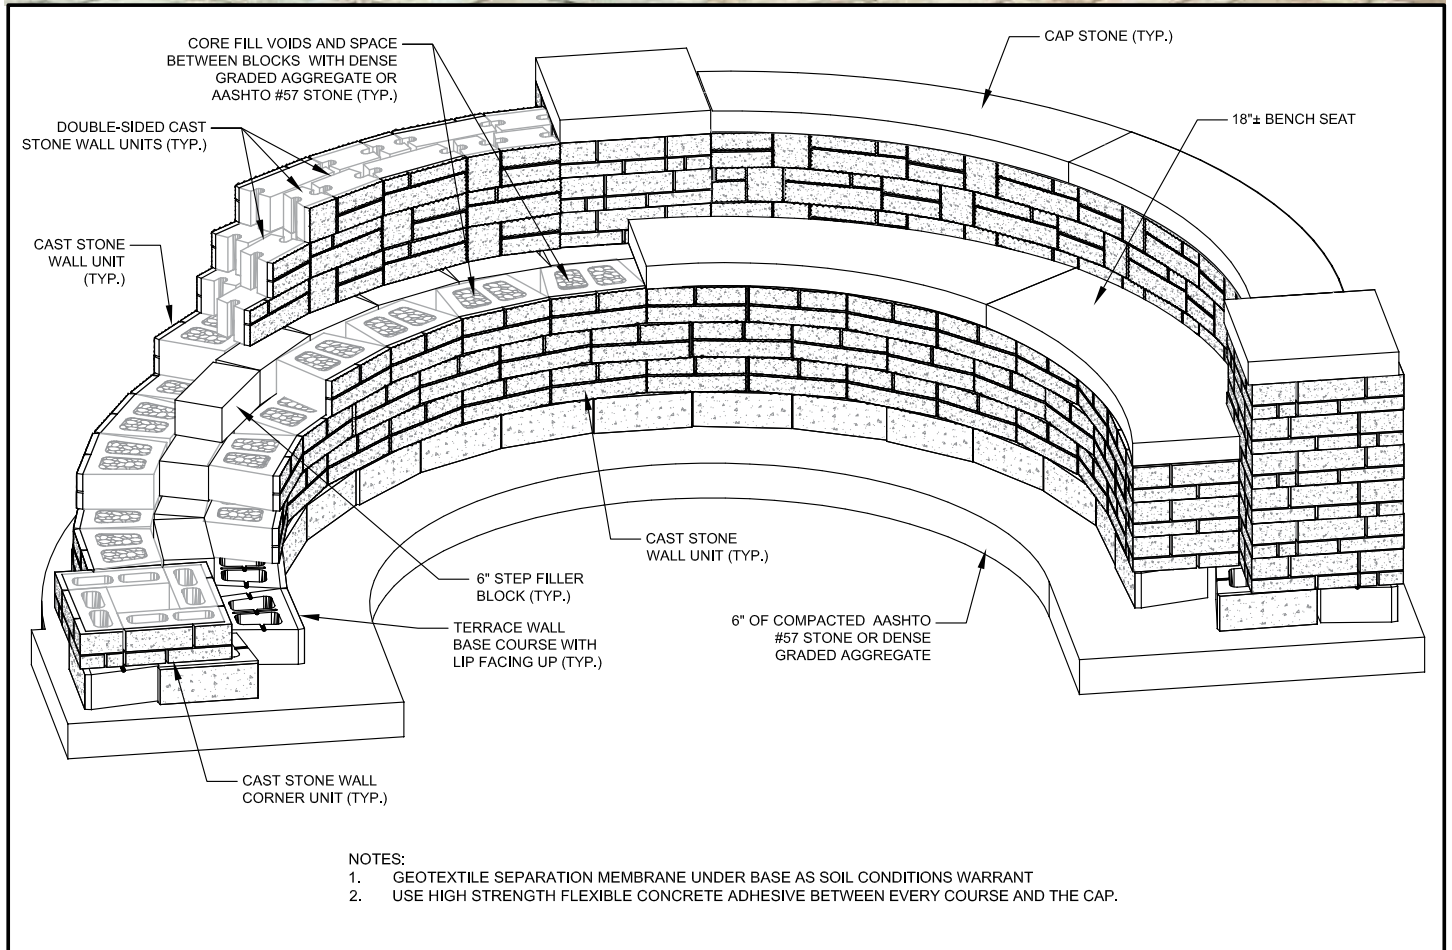 CORE FILL VOIDS AND SPACE
BETWEEN BLOCKS WITH DENSE
GRADED AGGREGATE OR
AASHTO #57 STONE (TYP.)
CAP STONE (TYP.)
DOUBLE-SIDED CAST
STONE WALL UNITS (TYP.)
18"± BENCH SEAT
CAST STONE
WALL UNIT
(TYP.)
CAST STONE
WALL UNIT (TYP.)
6" STEP FILLER
BLOCK (TYP.)
6" OF COMPACTED AASHTO
#57 STONE OR DENSE
GRADED AGGREGATE
TERRACE WALL
BASE COURSE WITH
LIP FACING UP (TYP.)
CAST STONE WALL
CORNER UNIT (TYP.)
NOTES:
1. GEOTEXTILE SEPARATION MEMBRANE UNDER BASE AS SOIL CONDITIONS WARRANT
2. USE HIGH STRENGTH FLEXIBLE CONCRETE ADHESIVE BETWEEN EVERY COURSE AND THE CAP.